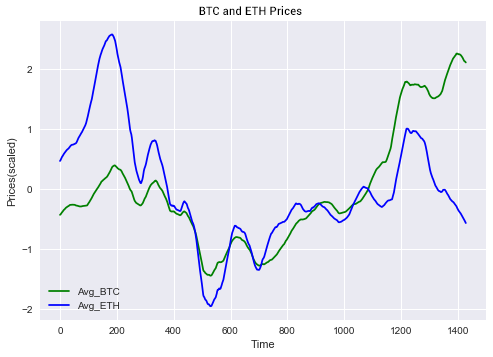 BTC and ETH Prices
2
1
0
−1
−2
Prices(scaled)
Avg_BTC
Avg_ETH
0 200 400 600 800 1000 1200 1400
Time